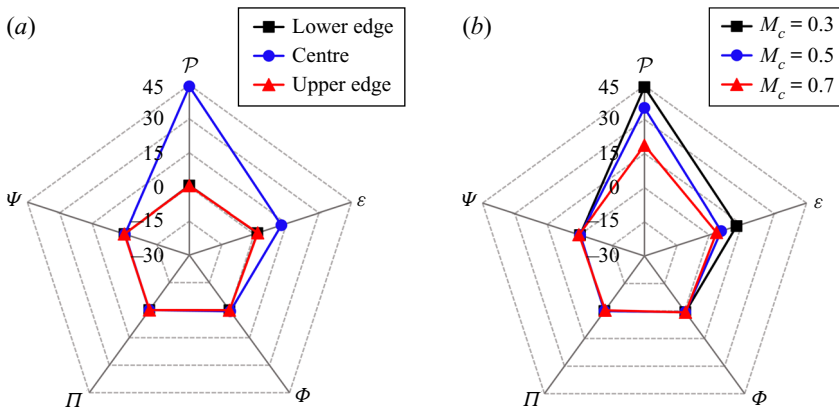 (a)
Lower edge
Centre
Upper edge
𝒫
45
30
15
0
–15
–30
Ψ
ε
Π
Φ
(b)
M_c = 0.3
M_c = 0.5
M_c = 0.7
𝒫
45
30
15
0
–15
–30
Ψ
ε
Π
Φ